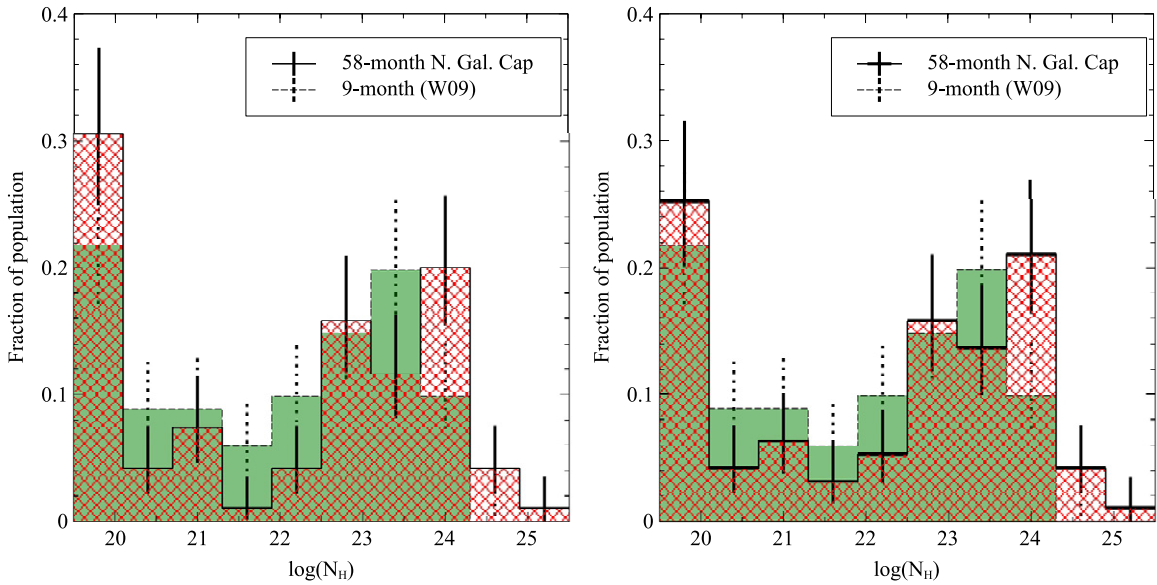 0.4
0.3
0.2
0.1
0
Fraction of population
58-month N. Gal. Cap
9-month (W09)
20 21 22 23 24 25
log(N_H)
0.4
0.3
0.2
0.1
0
Fraction of population
58-month N. Gal. Cap
9-month (W09)
20 21 22 23 24 25
log(N_H)